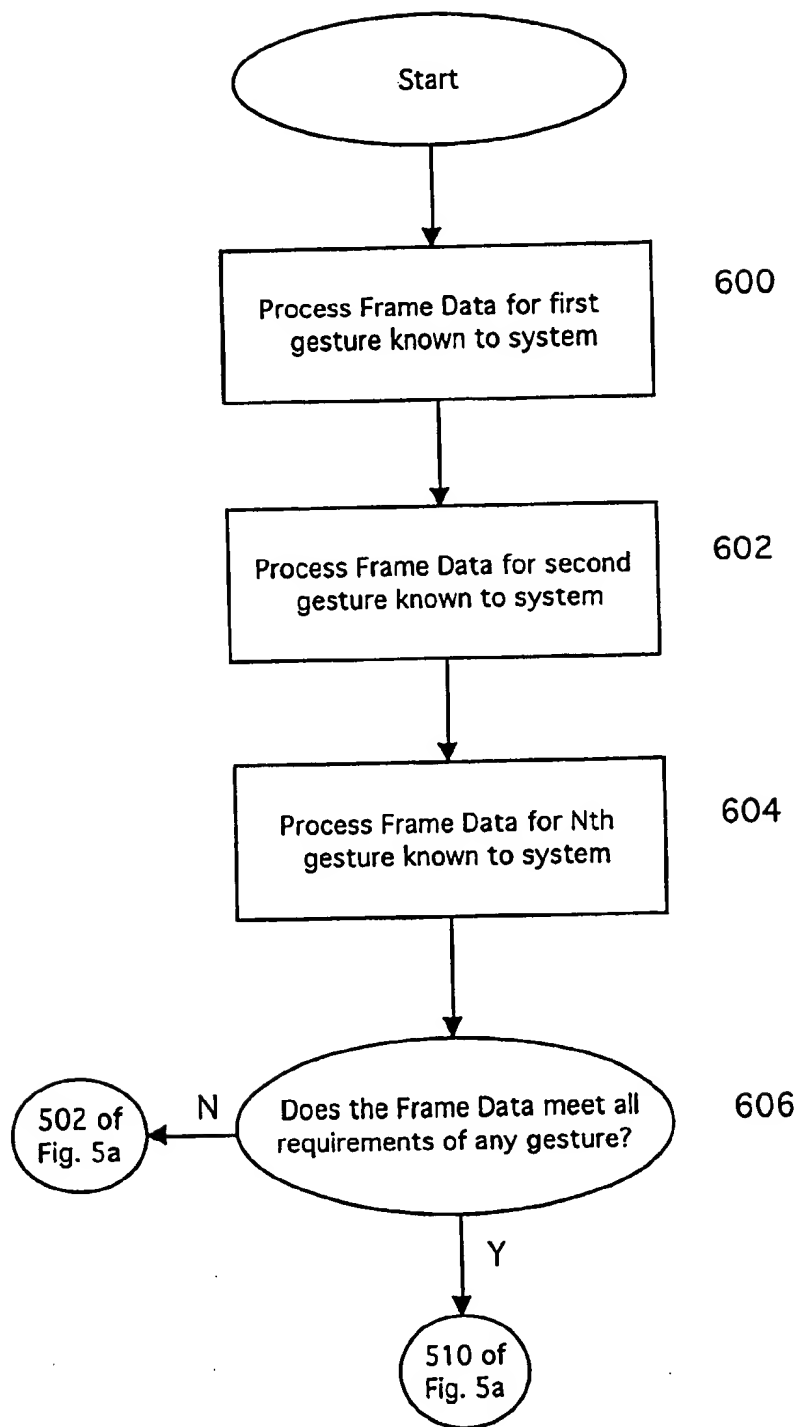 Start
Process Frame Data for first
gesture known to system
600
Process Frame Data for second
gesture known to system
602
Process Frame Data for Nth
gesture known to system
604
Does the Frame Data meet all
requirements of any gesture?
606
N
502 of
Fig. 5a
Y
510 of
Fig. 5a